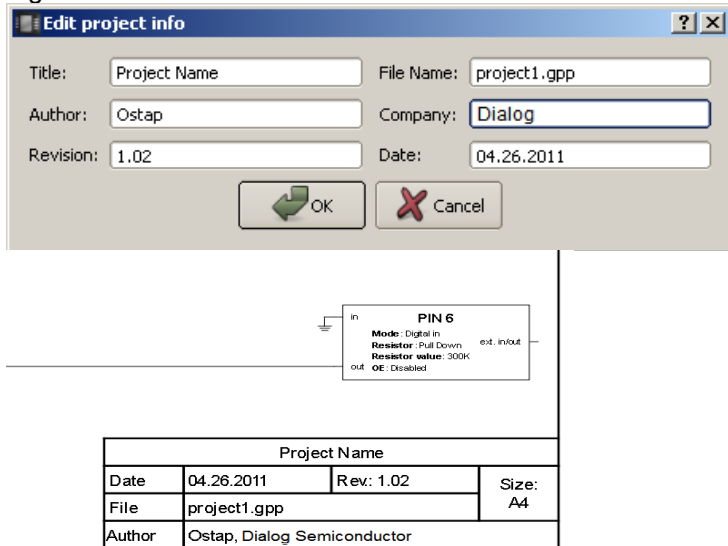 Edit project info
Title: Project Name File Name: project1.gpp
Author: Ostap Company: Dialog
Revision: 1.02 Date: 04.26.2011
OK Cancel
in PIN 6
Mode: Digital in
Resistor: Pull Down ext. in/out
Resistor value: 300K
out OE: Disabled
Project Name
Date 04.26.2011 Rev.: 1.02 Size:
A4
File project1.gpp
Author Ostap, Dialog Semiconductor